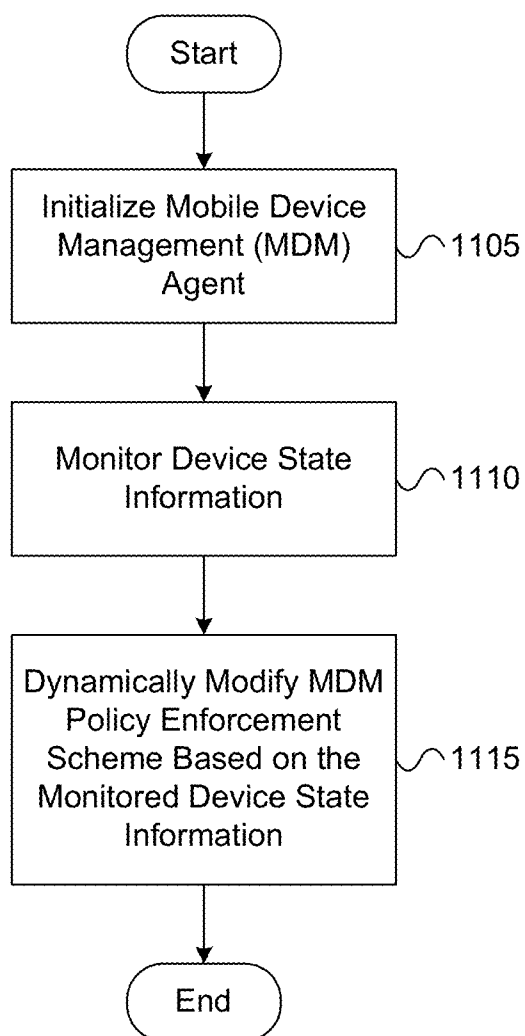 Start
Initialize Mobile Device
Management (MDM)
Agent
1105
Monitor Device State
Information
1110
Dynamically Modify MDM
Policy Enforcement
Scheme Based on the
Monitored Device State
Information
1115
End